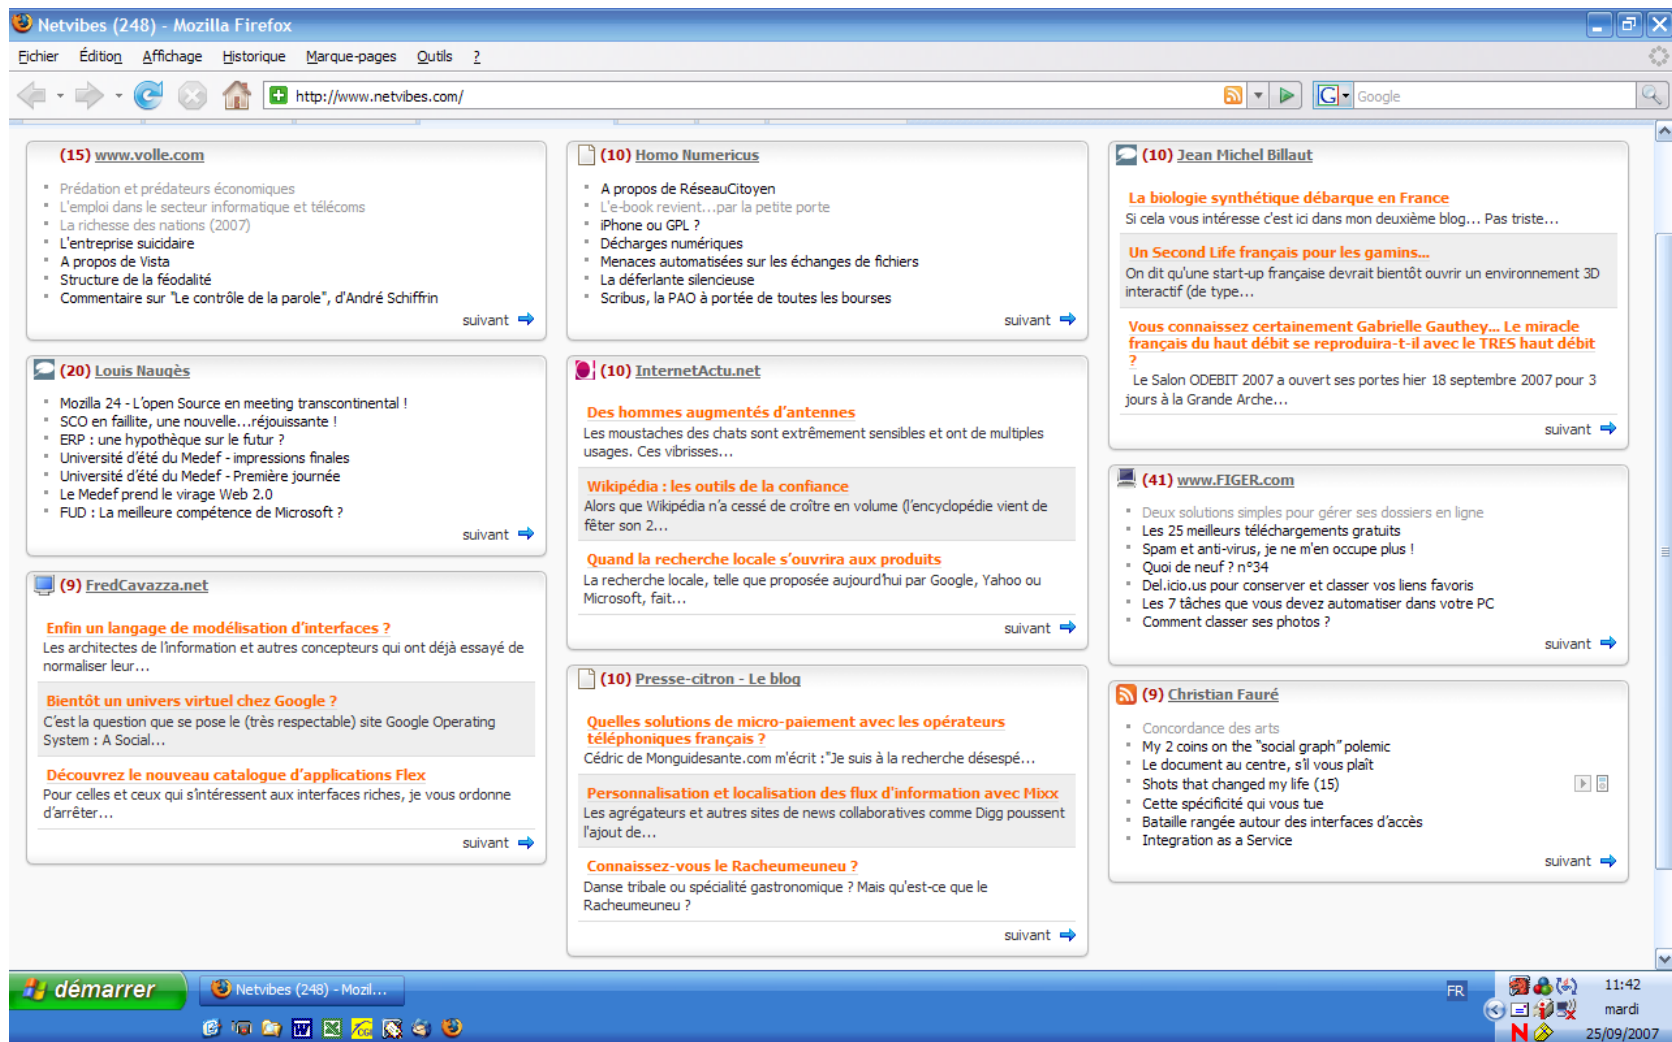 Netvibes (248) - Mozilla Firefox
Fichier Édition Affichage Historique Marque-pages Outils ?
http://www.netvibes.com/
Google
(15) www.volle.com
Prédation et prédateurs économiques
L'emploi dans le secteur informatique et télécoms
La richesse des nations (2007)
L'entreprise suicidaire
A propos de Vista
Structure de la féodalité
Commentaire sur "Le contrôle de la parole", d'André Schiffrin
suivant
(20) Louis Naugès
Mozilla 24 - L'open Source en meeting transcontinental !
SCO en faillite, une nouvelle...réjouissante !
ERP : une hypothèque sur le futur ?
Université d'été du Medef - impressions finales
Université d'été du Medef - Première journée
Le Medef prend le virage Web 2.0
FUD : La meilleure compétence de Microsoft ?
suivant
(9) FredCavazza.net
Enfin un langage de modélisation d'interfaces ?
Les architectes de l'information et autres concepteurs qui ont déjà essayé de
normaliser leur...
Bientôt un univers virtuel chez Google ?
C'est la question que se pose le (très respectable) site Google Operating
System : A Social...
Découvrez le nouveau catalogue d'applications Flex
Pour celles et ceux qui s'intéressent aux interfaces riches, je vous ordonne
d'arrêter...
suivant
(10) Homo Numericus
A propos de RéseauCitoyen
L'e-book revient...par la petite porte
iPhone ou GPL ?
Décharges numériques
Menaces automatisées sur les échanges de fichiers
La déferlante silencieuse
Scribus, la PAO à portée de toutes les bourses
suivant
(10) InternetActu.net
Des hommes augmentés d'antennes
Les moustaches des chats sont extrêmement sensibles et ont de multiples
usages. Ces vibrisses...
Wikipédia : les outils de la confiance
Alors que Wikipédia n'a cessé de croître en volume (l'encyclopédie vient de
fêter son 2...
Quand la recherche locale s'ouvrira aux produits
La recherche locale, telle que proposée aujourd'hui par Google, Yahoo ou
Microsoft, fait...
suivant
(10) Presse-citron - Le blog
Quelles solutions de micro-paiement avec les opérateurs
téléphoniques français ?
Cédric de Monguidesante.com m'écrit :"Je suis à la recherche désespé...
Personnalisation et localisation des flux d'information avec Mixx
Les agrégateurs et autres sites de news collaboratives comme Digg poussent
l'ajout de...
Connaissez-vous le Racheumeuneu ?
Danse tribale ou spécialité gastronomique ? Mais qu'est-ce que le
Racheumeuneu ?
suivant
(10) Jean Michel Billaut
La biologie synthétique débarque en France
Si cela vous intéresse c'est ici dans mon deuxième blog... Pas triste...
Un Second Life français pour les gamins...
On dit qu'une start-up française devrait bientôt ouvrir un environnement 3D
interactif (de type...
Vous connaissez certainement Gabrielle Gauthey... Le miracle
français du haut débit se reproduira-t-il avec le TRES haut débit
?
Le Salon ODEBIT 2007 a ouvert ses portes hier 18 septembre 2007 pour 3
jours à la Grande Arche...
suivant
(41) www.FIGER.com
Deux solutions simples pour gérer ses dossiers en ligne
Les 25 meilleurs téléchargements gratuits
Spam et anti-virus, je ne m'en occupe plus !
Quoi de neuf ? n°34
Del.icio.us pour conserver et classer vos liens favoris
Les 7 tâches que vous devez automatiser dans votre PC
Comment classer ses photos ?
suivant
(9) Christian Fauré
Concordance des arts
My 2 coins on the "social graph" polemic
Le document au centre, s'il vous plaît
Shots that changed my life (15)
Cette spécificité qui vous tue
Bataille rangée autour des interfaces d'accès
Integration as a Service
suivant
démarrer
Netvibes (248) - Mozil...
FR
11:42
mardi
25/09/2007